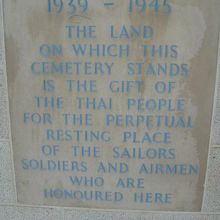 1939 - 1945
THE LAND
ON WHICH THIS
CEMETERY STANDS
IS THE GIFT OF
THE THAI PEOPLE
FOR THE PERPETUAL
RESTING PLACE
OF THE SAILORS
SOLDIERS AND AIRMEN
WHO ARE
HONOURED HERE